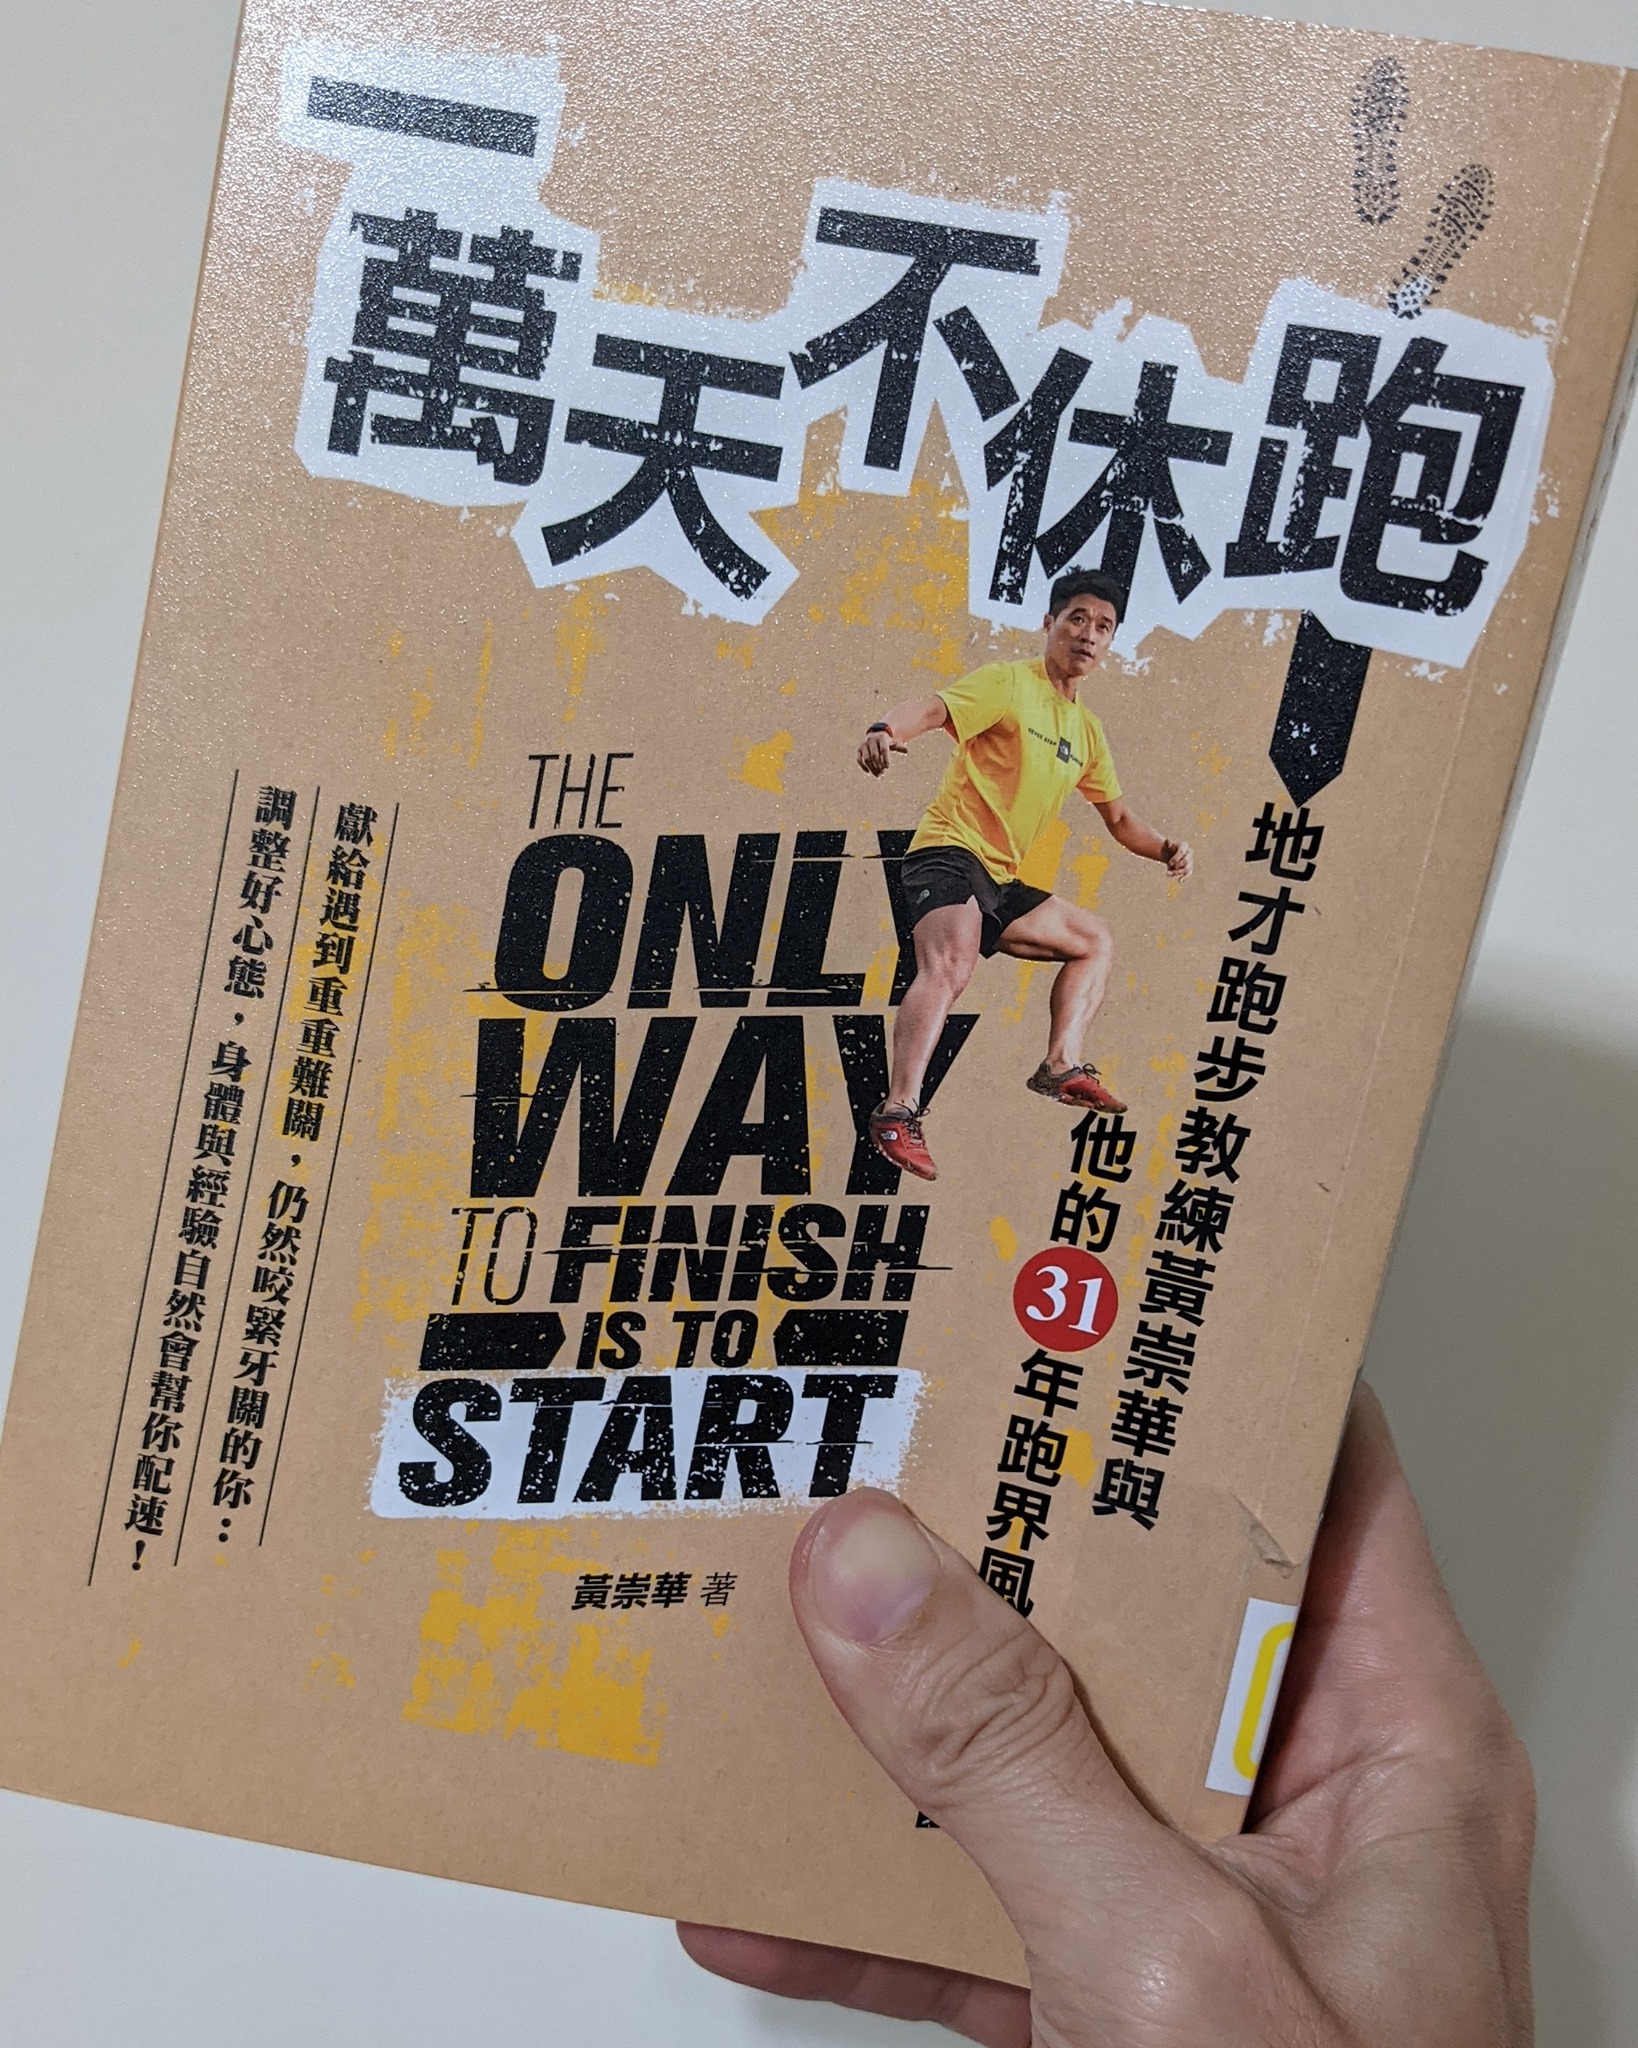 一萬天不休跑
地才跑步教練黃崇華與
他的31年跑界風
THE
ONLY
WAY
TO FINISH
IS TO
START
獻給遇到重重難關，仍然咬緊牙關的你…
調整好心態，身體與經驗自然會幫你配速！
黃崇華 著
NEVER STOP